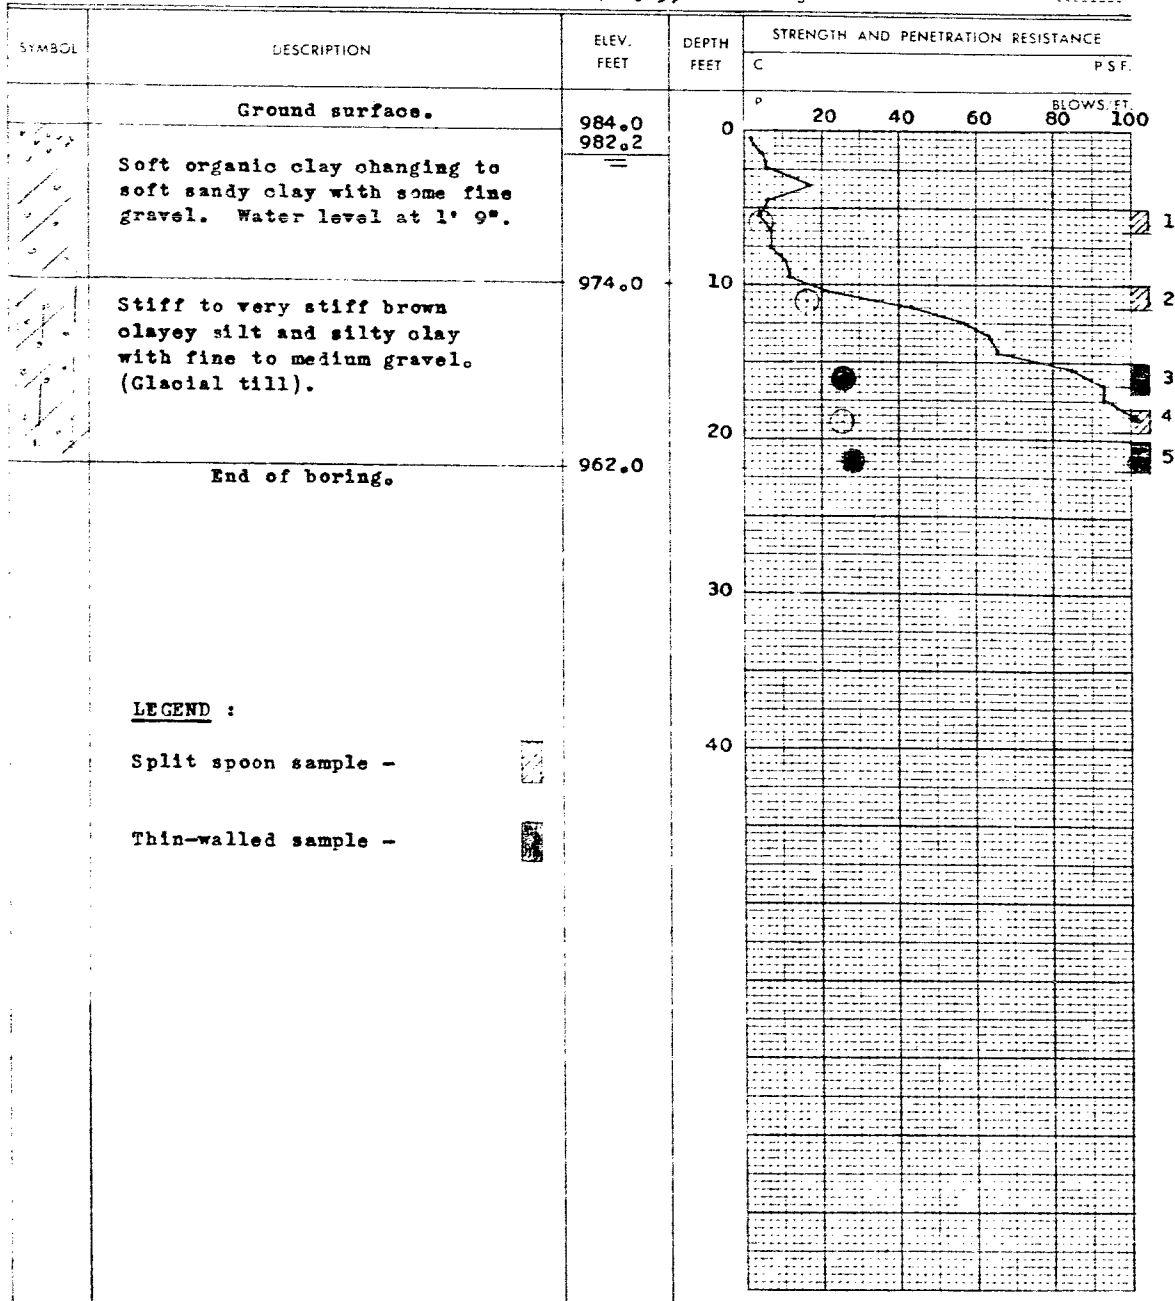 SYMBOL
DESCRIPTION
ELEV.
FEET
DEPTH
FEET
STRENGTH AND PENETRATION RESISTANCE
C
P S F.
P
BLOWS/FT.
20 40 60 80 100
Ground surface.
984.0
982.2
0
Soft organic clay changing to
soft sandy clay with some fine
gravel. Water level at 1' 9".
1
974.0
10
2
Stiff to very stiff brown
clayey silt and silty clay
with fine to medium gravel.
(Glacial till).
3
4
20
5
962.0
End of boring.
30
40
LEGEND :
Split spoon sample -
Thin-walled sample -